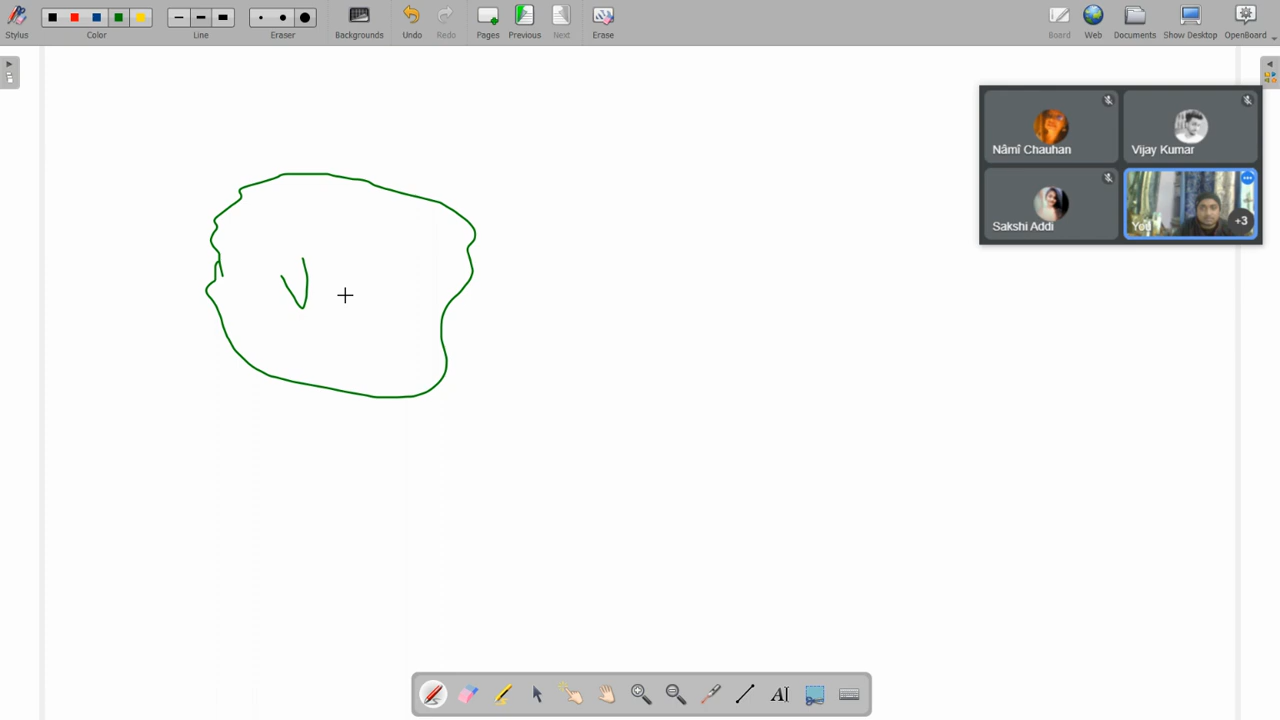 Stylus Color Line Eraser Backgrounds Undo Redo Pages Previous Next Erase Board Web Documents Show Desktop OpenBoard
Nâmî Chauhan Vijay Kumar
Sakshi Addi You +3
V
AI